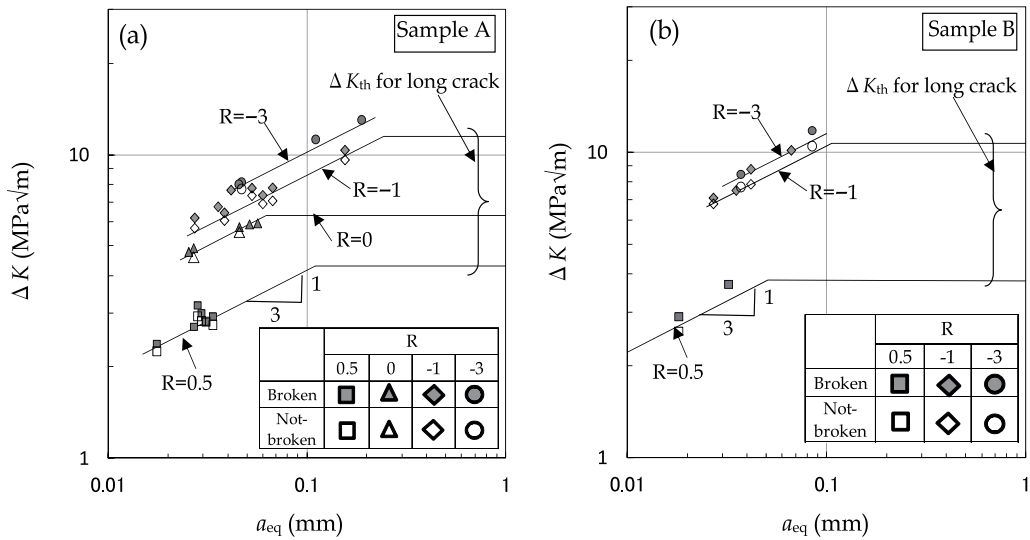 (a)
Sample A
Δ K (MPa√m)
10
1
0.01
0.1
1
a_eq (mm)
R=−3
ΔK_th for long crack
R=−1
R=0
1
3
R=0.5
R
0.5 0 -1 -3
Broken
Not-
broken
(b)
Sample B
Δ K (MPa√m)
10
1
0.01
0.1
1
a_eq (mm)
ΔK_th for long crack
R=−3
R=−1
1
3
R=0.5
R
0.5 -1 -3
Broken
Not-
broken